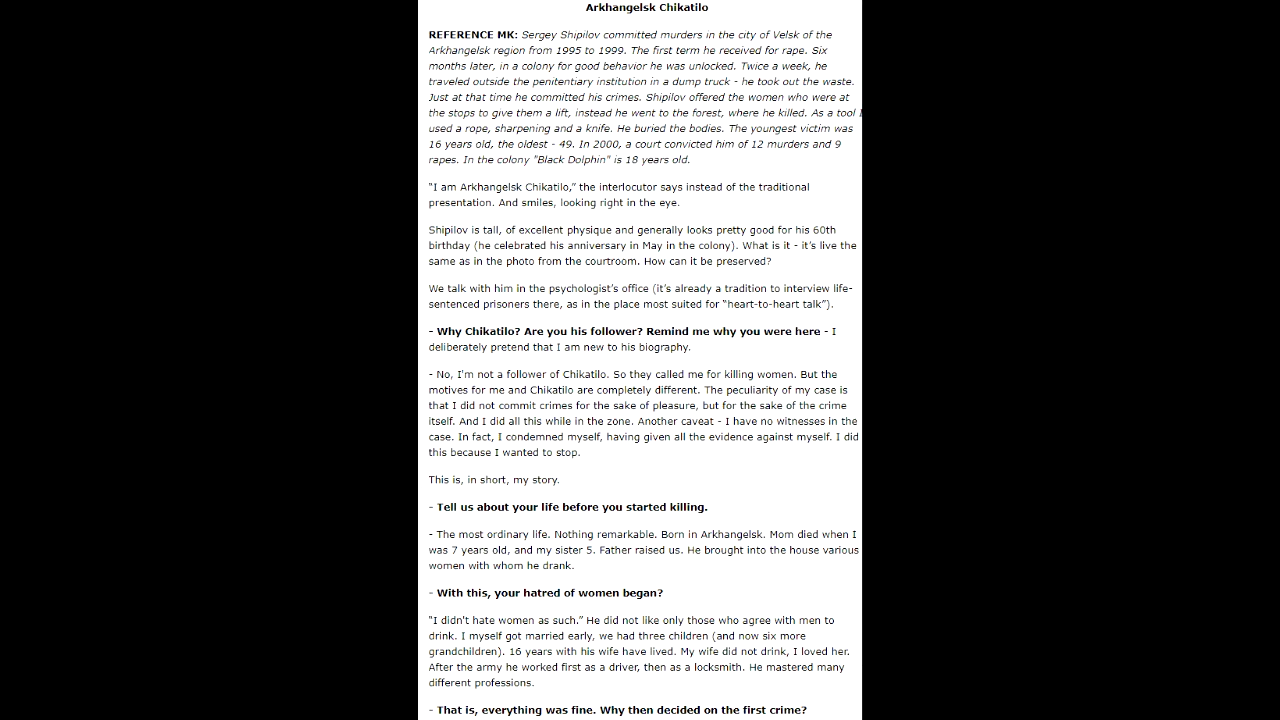 Arkhangelsk Chikatilo
REFERENCE MK: Sergey Shipilov committed murders in the city of Velsk of the
Arkhangelsk region from 1995 to 1999. The first term he received for rape. Six
months later, in a colony for good behavior he was unlocked. Twice a week, he
traveled outside the penitentiary institution in a dump truck - he took out the waste.
Just at that time he committed his crimes. Shipilov offered the women who were at
the stops to give them a lift, instead he went to the forest, where he killed. As a tool I
used a rope, sharpening and a knife. He buried the bodies. The youngest victim was
16 years old, the oldest - 49. In 2000, a court convicted him of 12 murders and 9
rapes. In the colony "Black Dolphin" is 18 years old.
“I am Arkhangelsk Chikatilo,” the interlocutor says instead of the traditional
presentation. And smiles, looking right in the eye.
Shipilov is tall, of excellent physique and generally looks pretty good for his 60th
birthday (he celebrated his anniversary in May in the colony). What is it - it’s live the
same as in the photo from the courtroom. How can it be preserved?
We talk with him in the psychologist’s office (it’s already a tradition to interview life-
sentenced prisoners there, as in the place most suited for “heart-to-heart talk”).
- Why Chikatilo? Are you his follower? Remind me why you were here - I
deliberately pretend that I am new to his biography.
- No, I'm not a follower of Chikatilo. So they called me for killing women. But the
motives for me and Chikatilo are completely different. The peculiarity of my case is
that I did not commit crimes for the sake of pleasure, but for the sake of the crime
itself. And I did all this while in the zone. Another caveat - I have no witnesses in the
case. In fact, I condemned myself, having given all the evidence against myself. I did
this because I wanted to stop.
This is, in short, my story.
- Tell us about your life before you started killing.
- The most ordinary life. Nothing remarkable. Born in Arkhangelsk. Mom died when I
was 7 years old, and my sister 5. Father raised us. He brought into the house various
women with whom he drank.
- With this, your hatred of women began?
“I didn't hate women as such.” He did not like only those who agree with men to
drink. I myself got married early, we had three children (and now six more
grandchildren). 16 years with his wife have lived. My wife did not drink, I loved her.
After the army he worked first as a driver, then as a locksmith. He mastered many
different professions.
- That is, everything was fine. Why then decided on the first crime?